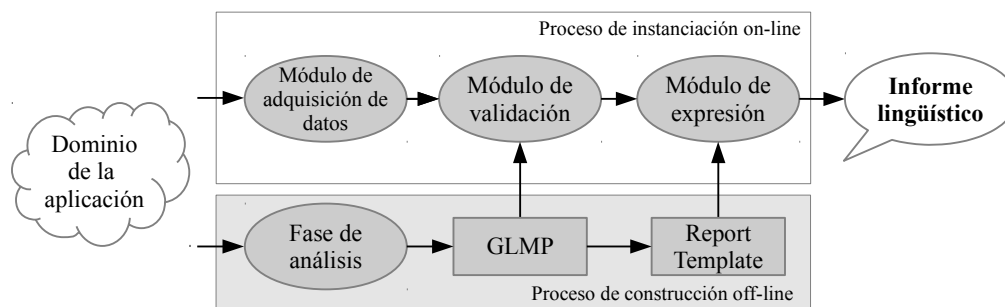 Proceso de instanciación on-line
Módulo de
adquisición de
datos
Módulo de
validación
Módulo de
expresión
Informe
lingüístico
Dominio
de la
aplicación
Fase de
análisis
GLMP
Report
Template
Proceso de construcción off-line